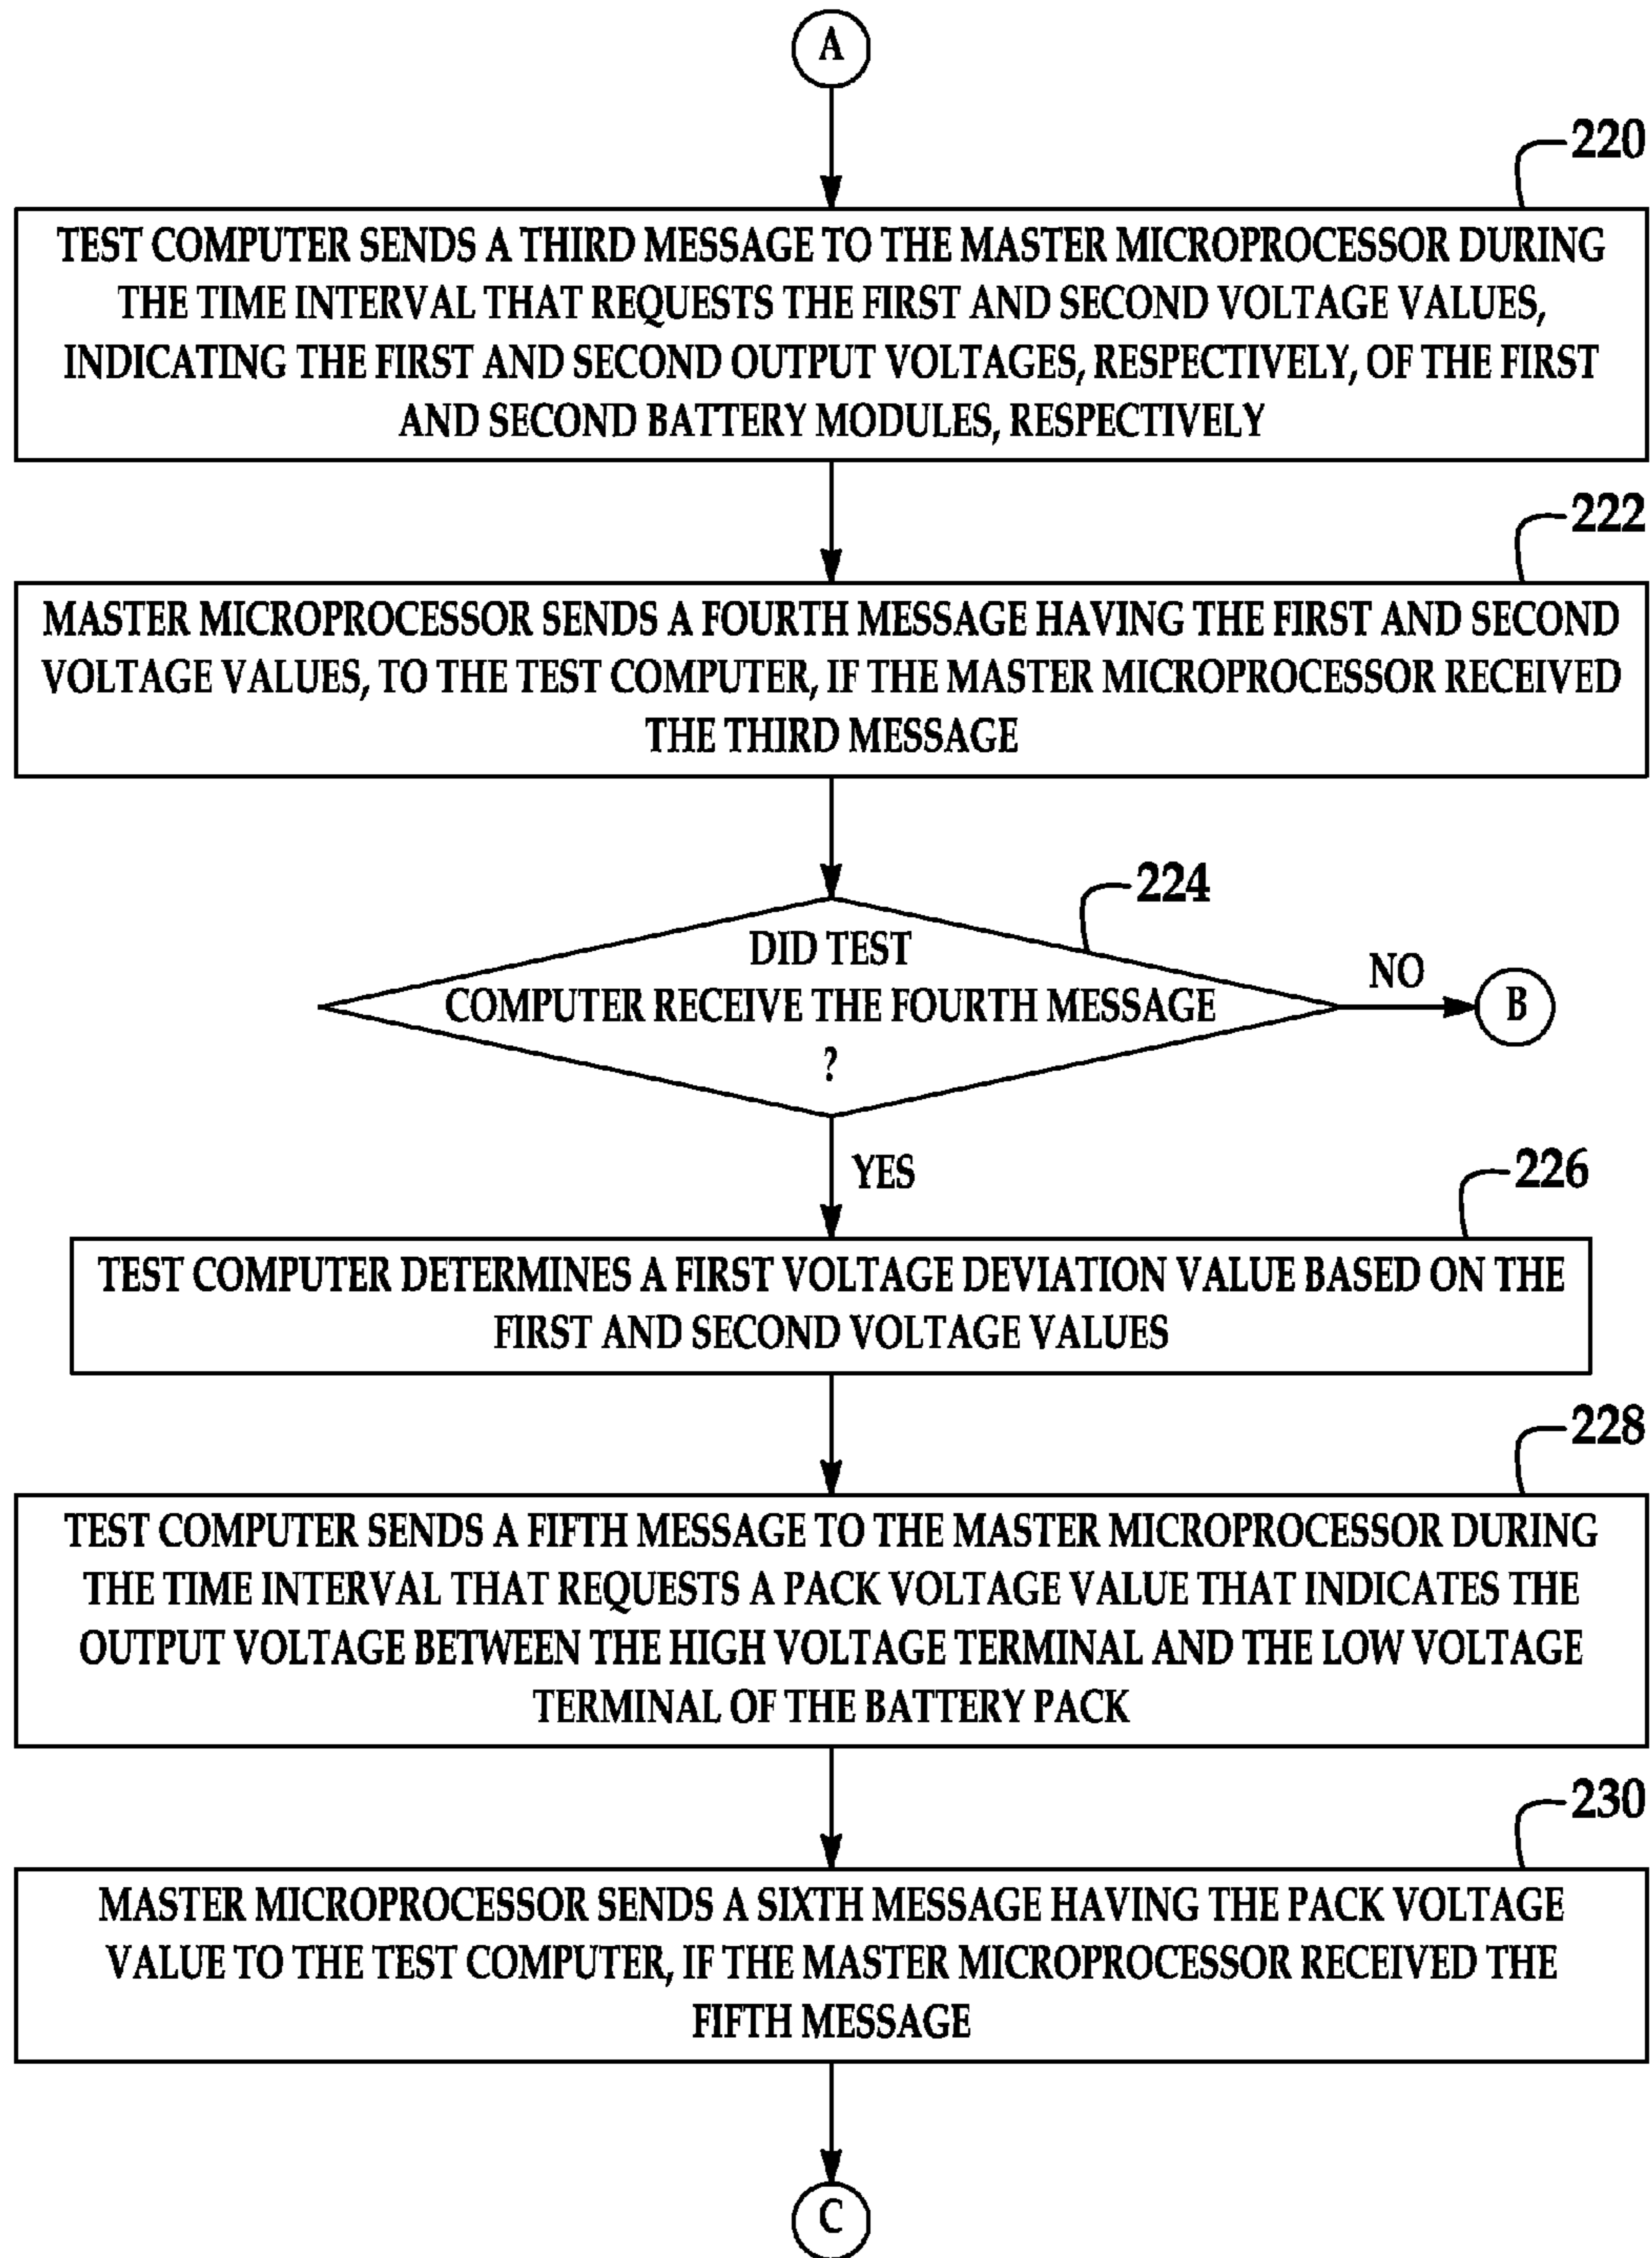 A
220
TEST COMPUTER SENDS A THIRD MESSAGE TO THE MASTER MICROPROCESSOR DURING
THE TIME INTERVAL THAT REQUESTS THE FIRST AND SECOND VOLTAGE VALUES,
INDICATING THE FIRST AND SECOND OUTPUT VOLTAGES, RESPECTIVELY, OF THE FIRST
AND SECOND BATTERY MODULES, RESPECTIVELY
222
MASTER MICROPROCESSOR SENDS A FOURTH MESSAGE HAVING THE FIRST AND SECOND
VOLTAGE VALUES, TO THE TEST COMPUTER, IF THE MASTER MICROPROCESSOR RECEIVED
THE THIRD MESSAGE
224
DID TEST
COMPUTER RECEIVE THE FOURTH MESSAGE
?
NO
B
YES
226
TEST COMPUTER DETERMINES A FIRST VOLTAGE DEVIATION VALUE BASED ON THE
FIRST AND SECOND VOLTAGE VALUES
228
TEST COMPUTER SENDS A FIFTH MESSAGE TO THE MASTER MICROPROCESSOR DURING
THE TIME INTERVAL THAT REQUESTS A PACK VOLTAGE VALUE THAT INDICATES THE
OUTPUT VOLTAGE BETWEEN THE HIGH VOLTAGE TERMINAL AND THE LOW VOLTAGE
TERMINAL OF THE BATTERY PACK
230
MASTER MICROPROCESSOR SENDS A SIXTH MESSAGE HAVING THE PACK VOLTAGE
VALUE TO THE TEST COMPUTER, IF THE MASTER MICROPROCESSOR RECEIVED THE
FIFTH MESSAGE
C